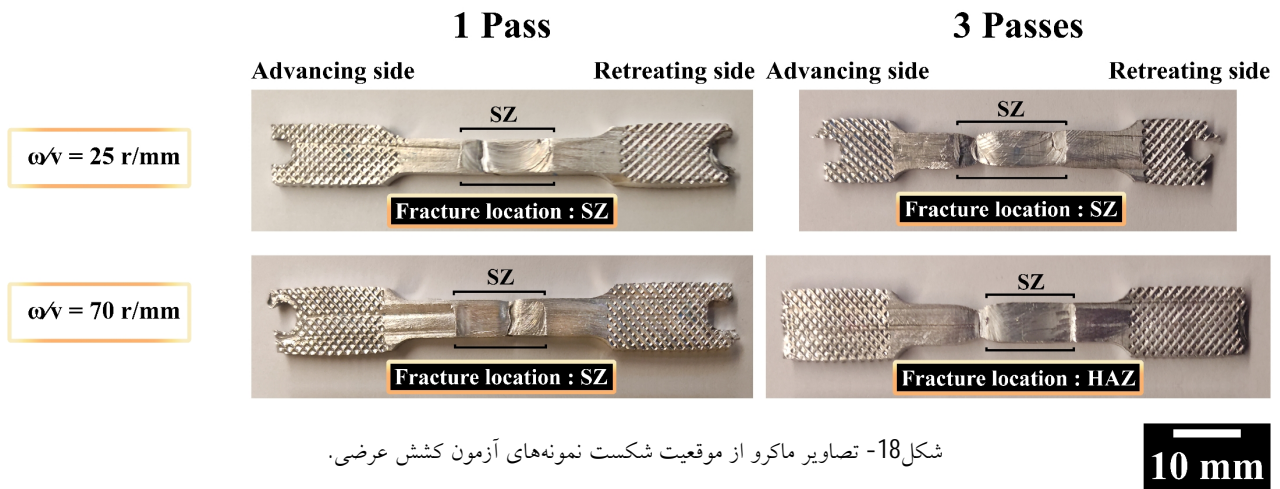 1 Pass
3 Passes
Advancing side
Retreating side
Advancing side
Retreating side
ω/v = 25 r/mm
SZ
Fracture location : SZ
SZ
Fracture location : SZ
ω/v = 70 r/mm
SZ
Fracture location : SZ
SZ
Fracture location : HAZ
شکل18- تصاویر ماکرو از موقعیت شکست نمونه‌های آزمون کشش عرضی.
10 mm